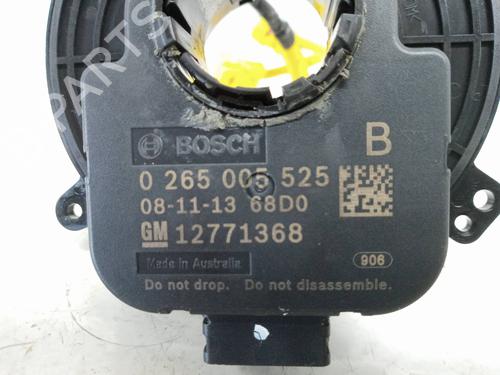 BOSCH
B
0 265 005 525
08-11-13 68D0
GM 12771368
Made in Australia
906
Do not drop. Do not disassemble.
PARTS